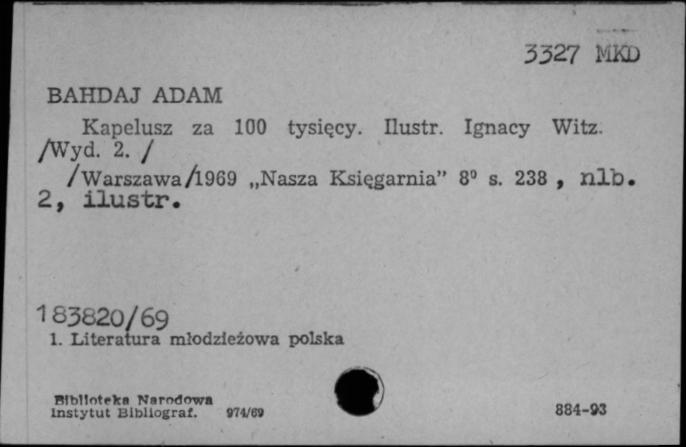 3327 MKD
BAHDAJ ADAM
Kapelusz za 100 tysięcy. Ilustr. Ignacy Witz.
/Wyd. 2. /
/Warszawa/1969 „Nasza Księgarnia” 8º s. 238 , nlb.
2, ilustr.
183820/69
1. Literatura młodzieżowa polska
Biblioteka Narodowa
Instytut Bibliograf. 974/69
884-93